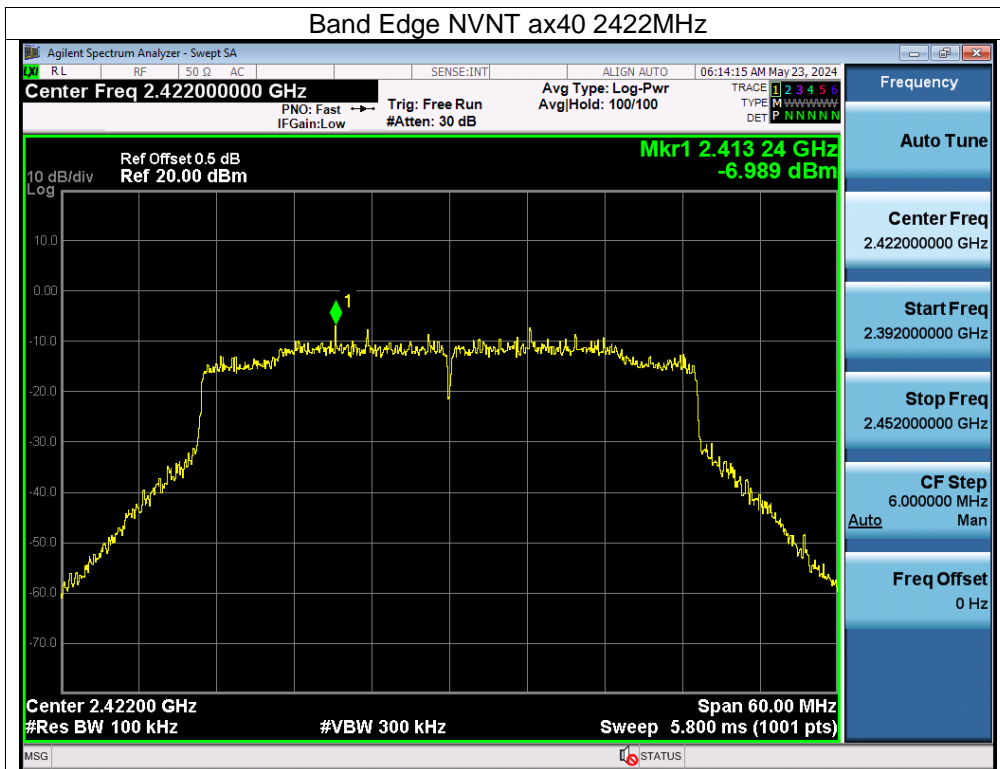 Band Edge NVNT ax40 2422MHz
Agilent Spectrum Analyzer - Swept SA
LXI RL RF 50 Ω AC SENSE:INT ALIGN AUTO 06:14:15 AM May 23, 2024
Center Freq 2.422000000 GHz
PNO: Fast
IFGain:Low
Trig: Free Run
#Atten: 30 dB
Avg Type: Log-Pwr
Avg|Hold: 100/100
TRACE 1 2 3 4 5 6
TYPE M WWWWW
DET P N N N N N
Ref Offset 0.5 dB
Ref 20.00 dBm
10 dB/div
Log
Mkr1 2.413 24 GHz
-6.989 dBm
10.0
0.00
1
-10.0
-20.0
-30.0
-40.0
-50.0
-60.0
-70.0
Center 2.42200 GHz
Span 60.00 MHz
#Res BW 100 kHz
#VBW 300 kHz
Sweep 5.800 ms (1001 pts)
MSG
STATUS
Frequency
Auto Tune
Center Freq
2.422000000 GHz
Start Freq
2.392000000 GHz
Stop Freq
2.452000000 GHz
CF Step
6.000000 MHz
Auto Man
Freq Offset
0 Hz